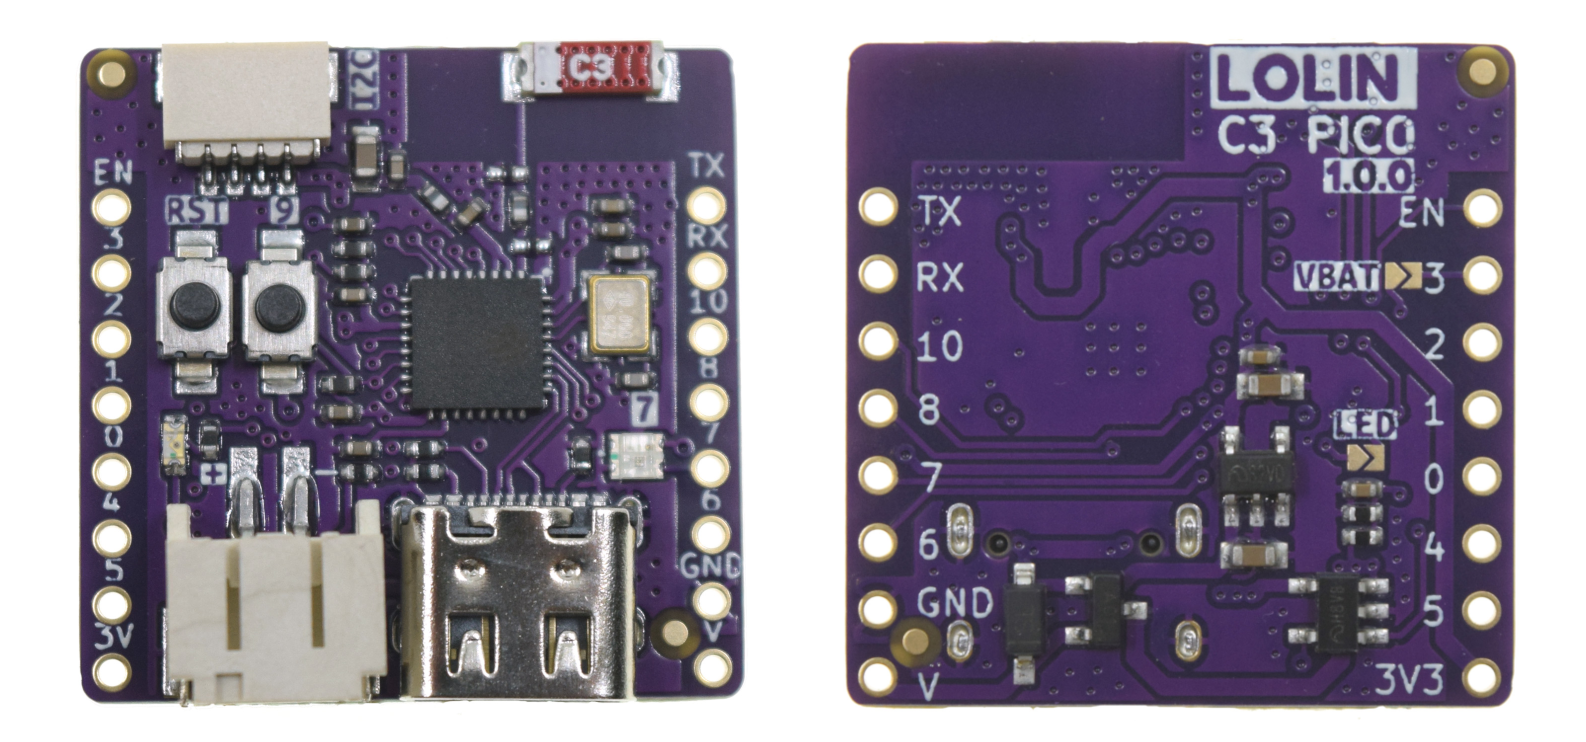 I2C
C3
EN
TX
RST
9
3
RX
2
10
1
8
7
0
7
+
-
4
6
5
GND
3V
V
LOLIN
C3 PICO
1.0.0
TX
EN
RX
VBAT
3
10
2
8
1
LED
7
0
6
4
GND
5
V
3V3